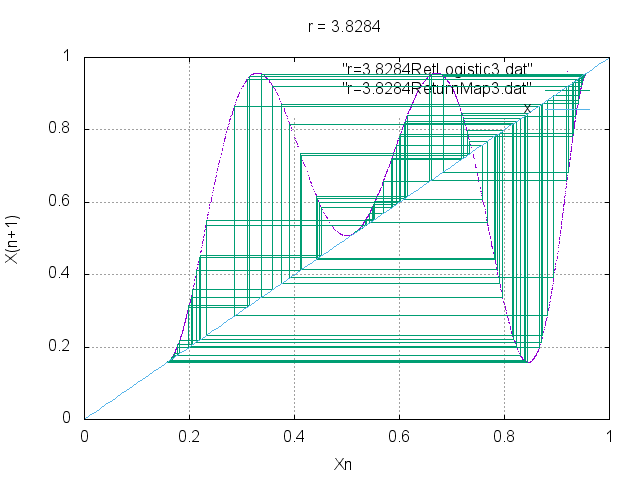 r = 3.8284
"r=3.8284RetLogistic3.dat"
"r=3.8284ReturnMap3.dat"
x
1
0.8
0.6
0.4
0.2
0
X(n+1)
0
0.2
0.4
0.6
0.8
1
Xn